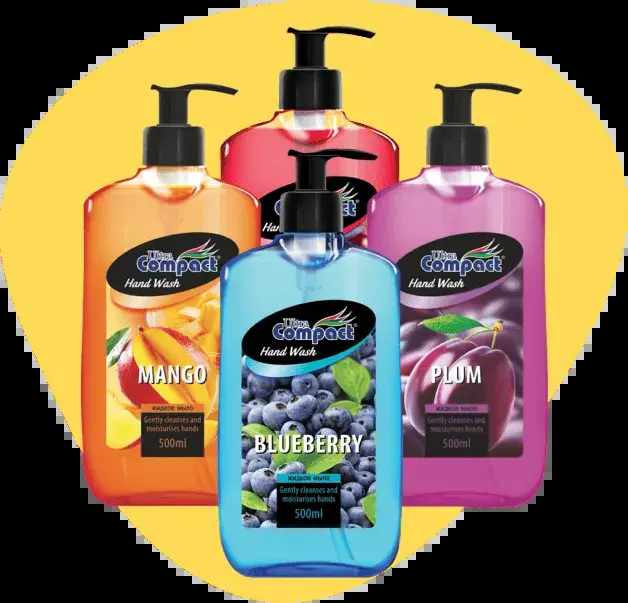 Ultra
Compact®
Hand Wash
MANGO
жидкое мыло
Gently cleanses and
moisturises hands
500ml
Ultra
Compact®
Hand Wash
BLUEBERRY
жидкое мыло
Gently cleanses and
moisturises hands
500ml
Ultra
Compact®
Hand Wash
PLUM
жидкое мыло
Gently cleanses and
moisturises hands
500ml